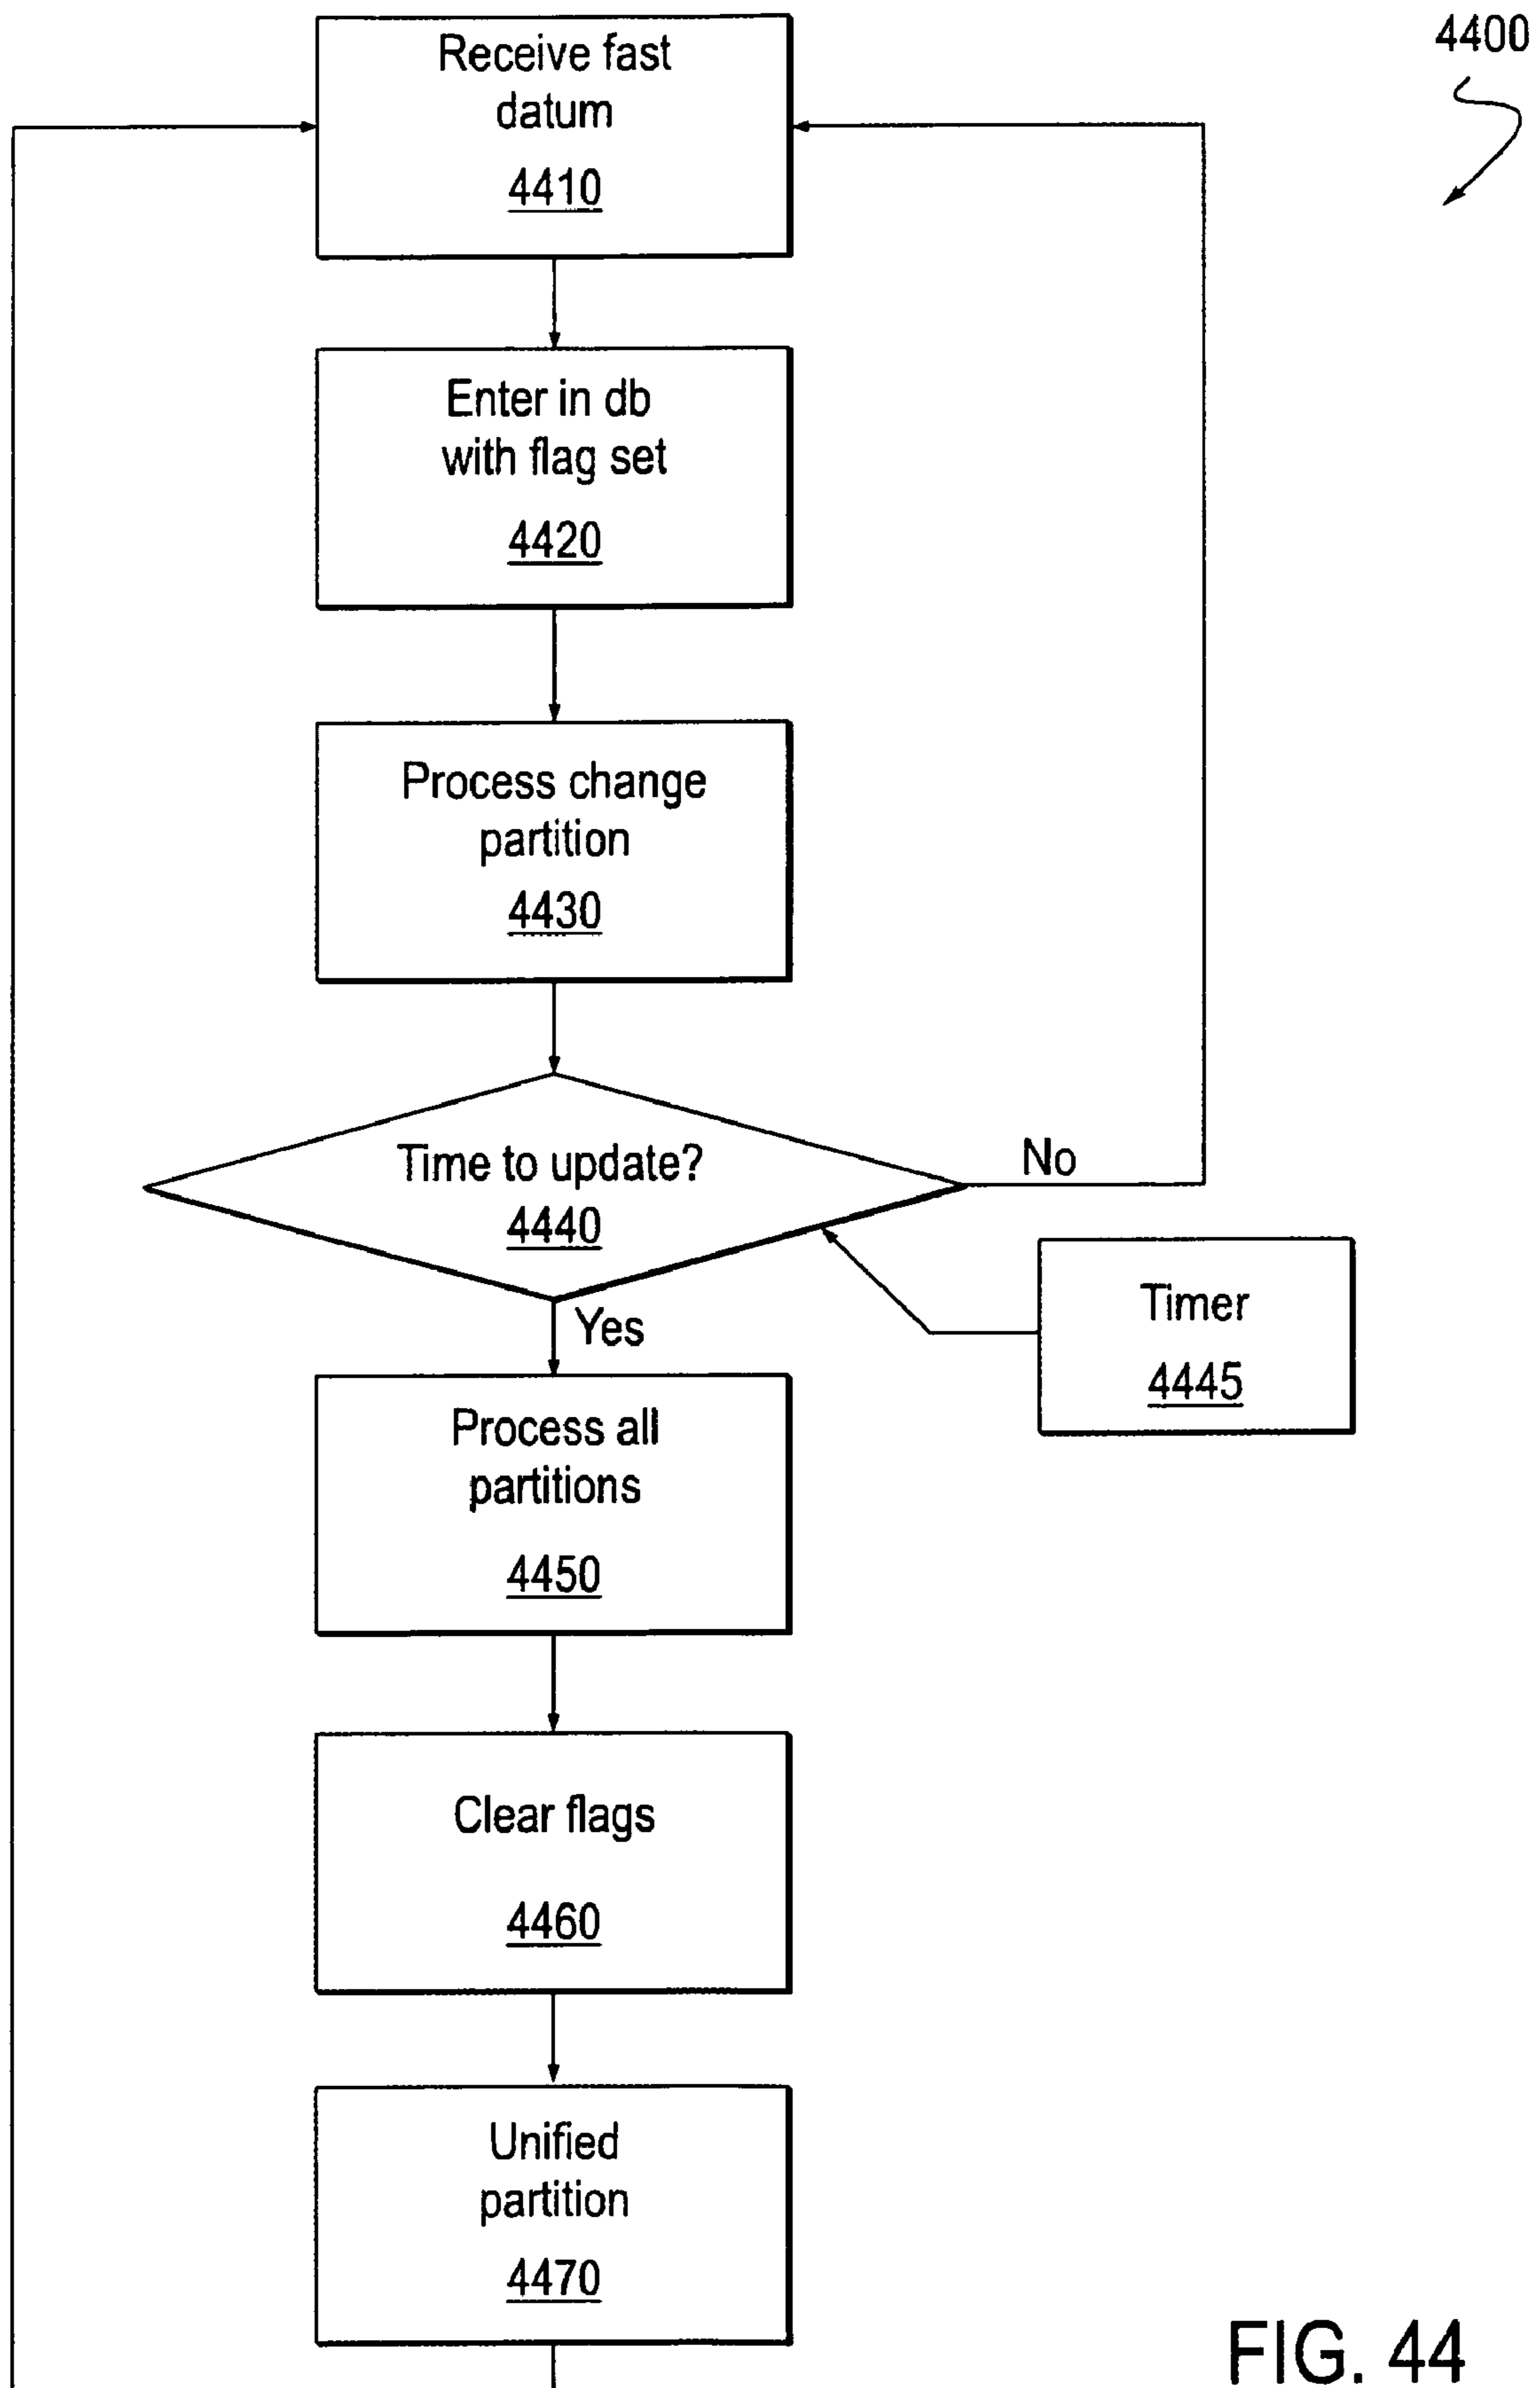 4400
Receive fast
datum
4410
Enter in db
with flag set
4420
Process change
partition
4430
Time to update?
4440
No
Yes
Timer
4445
Process all
partitions
4450
Clear flags
4460
Unified
partition
4470
FIG. 44